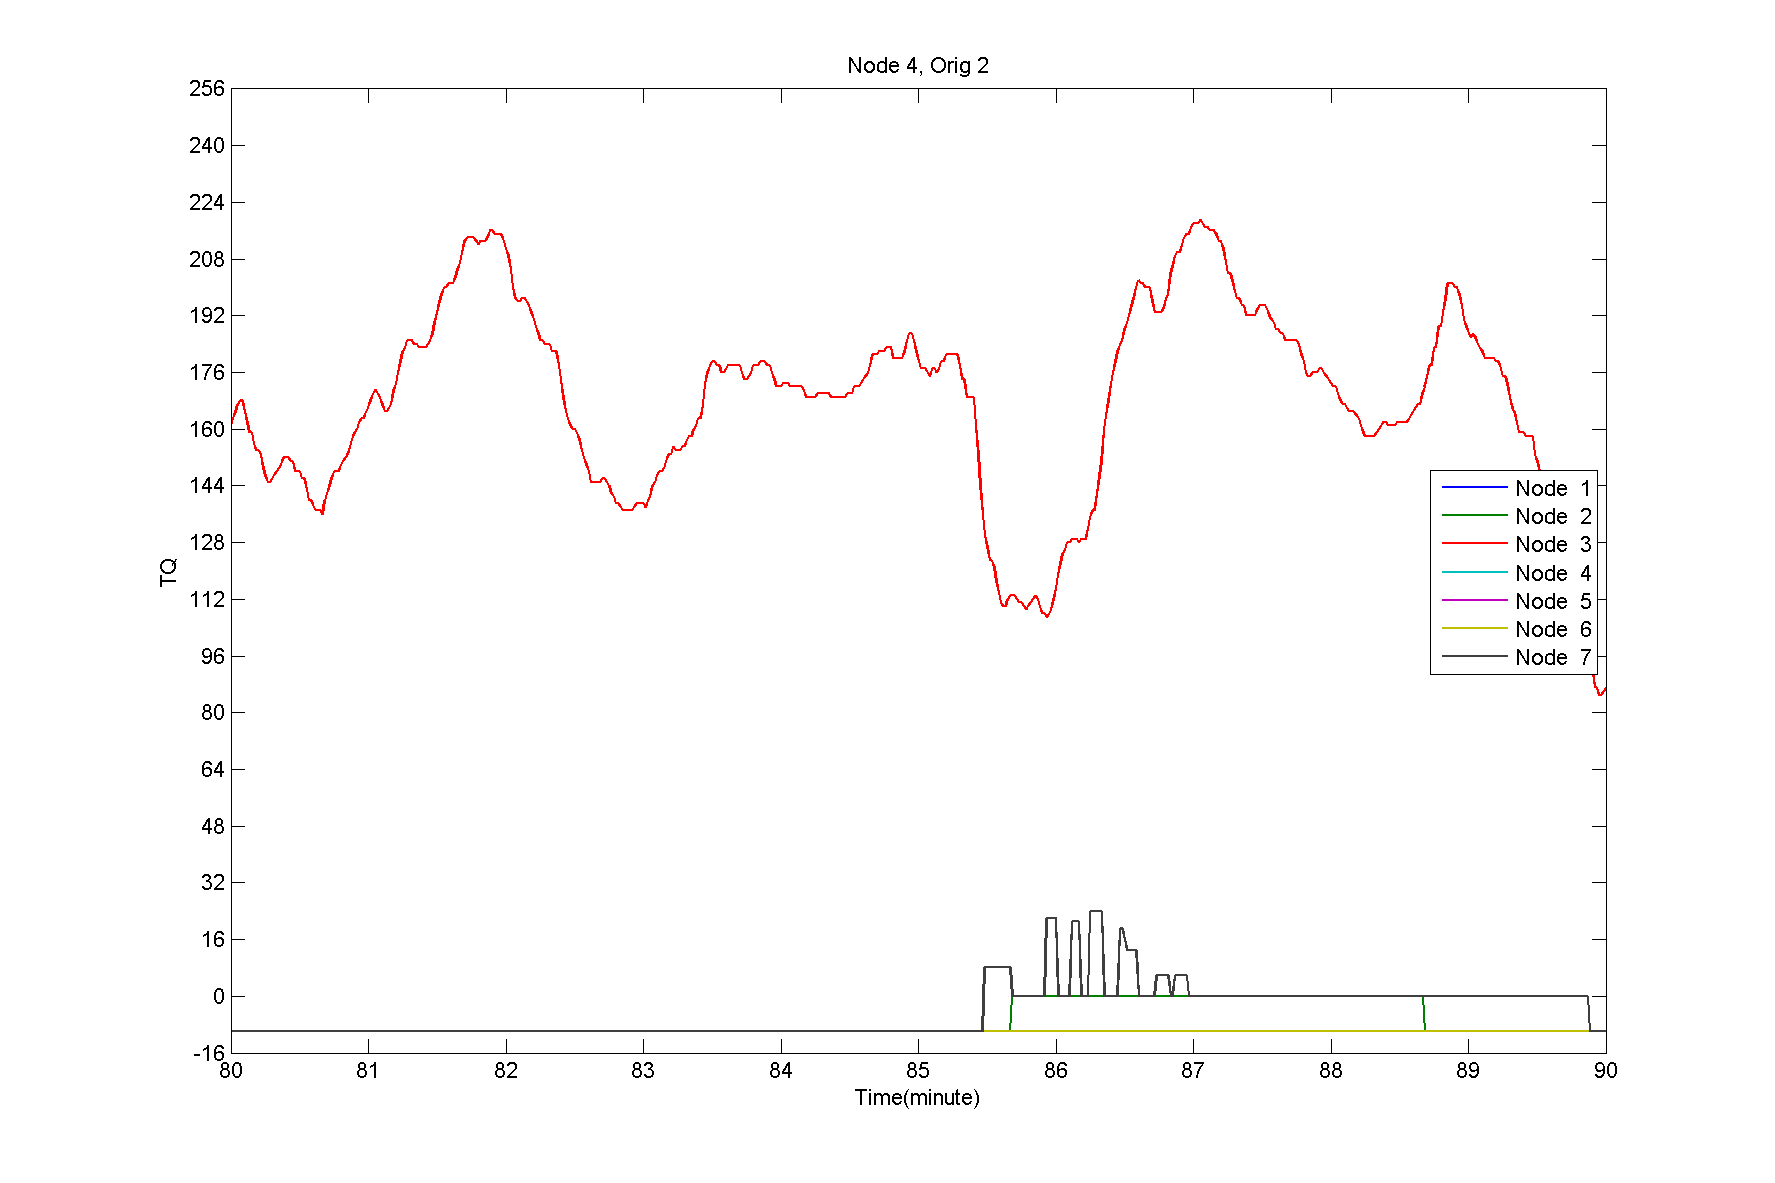 Node 4, Orig 2
256
240
224
208
192
176
160
144
128
112
96
80
64
48
32
16
0
-16
TQ
Node 1
Node 2
Node 3
Node 4
Node 5
Node 6
Node 7
80 81 82 83 84 85 86 87 88 89 90
Time(minute)